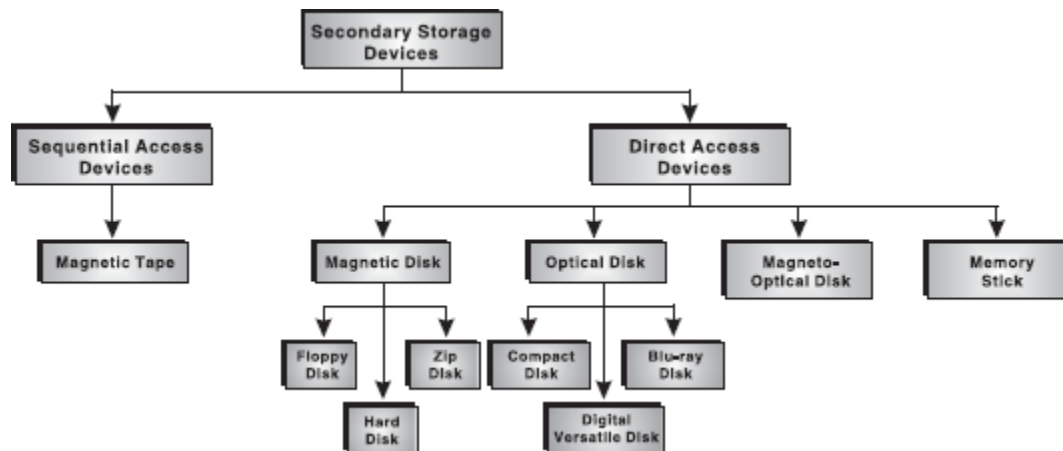 Secondary Storage
Devices
Sequential Access
Devices
Direct Access
Devices
Magnetic Tape
Magnetic Disk
Optical Disk
Magneto-
Optical Disk
Memory
Stick
Floppy
Disk
Zip
Disk
Compact
Disk
Blu-ray
Disk
Hard
Disk
Digital
Versatile Disk